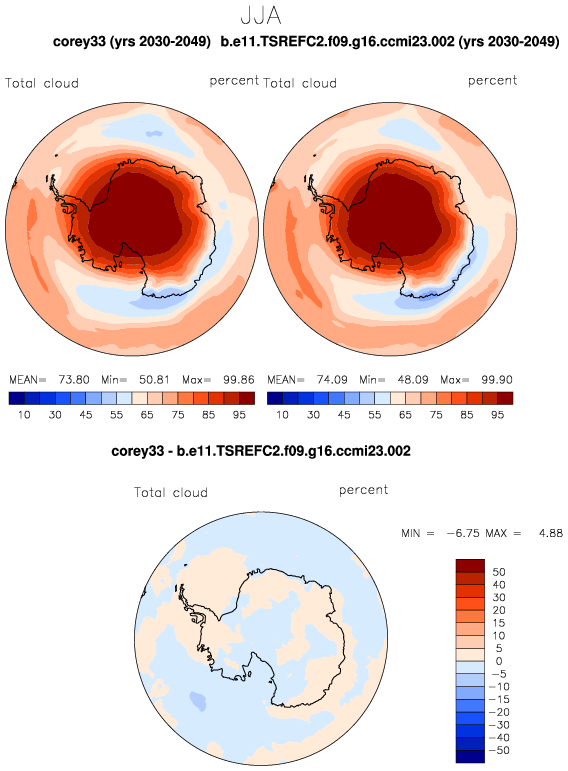 JJA
corey33 (yrs 2030-2049) b.e11.TSREFC2.f09.g16.ccmi23.002 (yrs 2030-2049)
Total cloud percent Total cloud percent
MEAN= 73.80 Min= 50.81 Max= 99.86 MEAN= 74.09 Min= 48.09 Max= 99.90
10 30 45 55 65 75 85 95 10 30 45 55 65 75 85 95
corey33 - b.e11.TSREFC2.f09.g16.ccmi23.002
Total cloud percent
MIN = -6.75 MAX = 4.88
50
40
30
20
15
10
5
0
-5
-10
-15
-20
-30
-40
-50